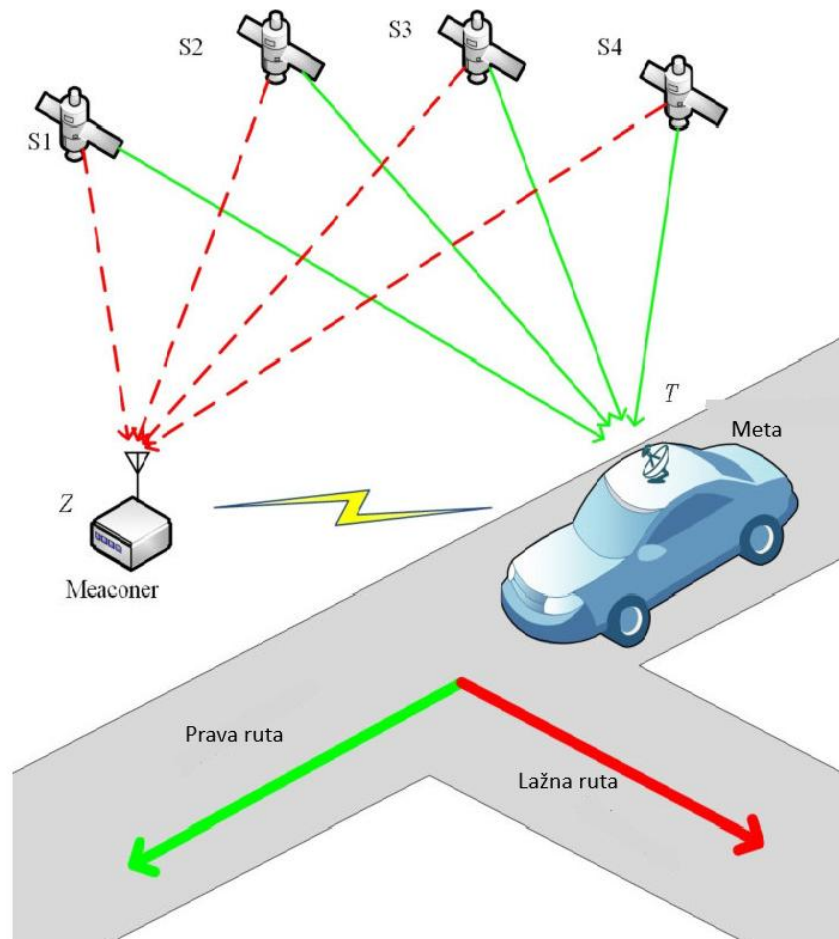 S1
S2
S3
S4
T
Meta
Z
Meaconer
Prava ruta
Lažna ruta